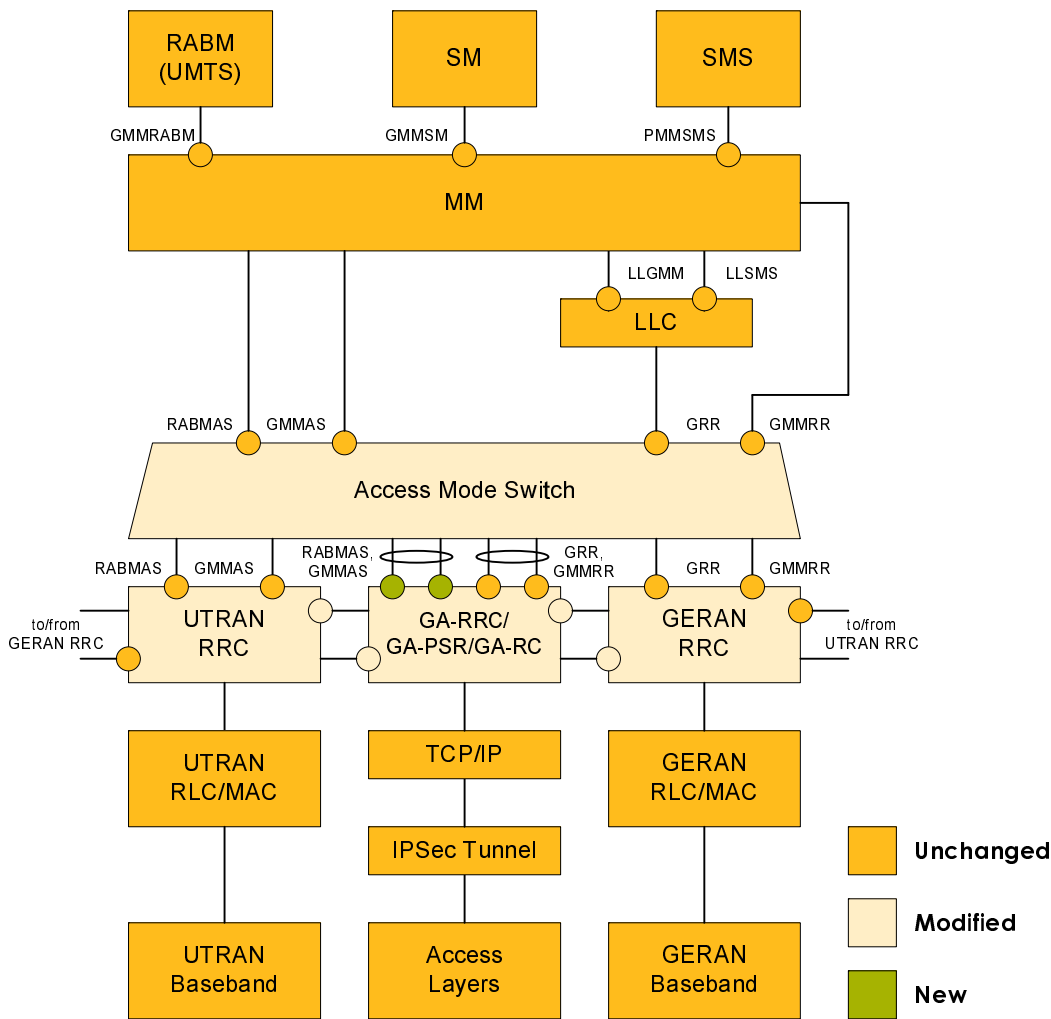 RABM
(UMTS)
SM
SMS
GMMRABM
GMMSM
PMMSMS
MM
LLGMM
LLSMS
LLC
RABMAS
GMMAS
GRR
GMMRR
Access Mode Switch
RABMAS
GMMAS
RABMAS,
GMMAS
GRR,
GMMRR
GRR
GMMRR
to/from
GERAN RRC
UTRAN
RRC
GA-RRC/
GA-PSR/GA-RC
GERAN
RRC
to/from
UTRAN RRC
UTRAN
RLC/MAC
TCP/IP
GERAN
RLC/MAC
IPSec Tunnel
Unchanged
Modified
UTRAN
Baseband
Access
Layers
GERAN
Baseband
New